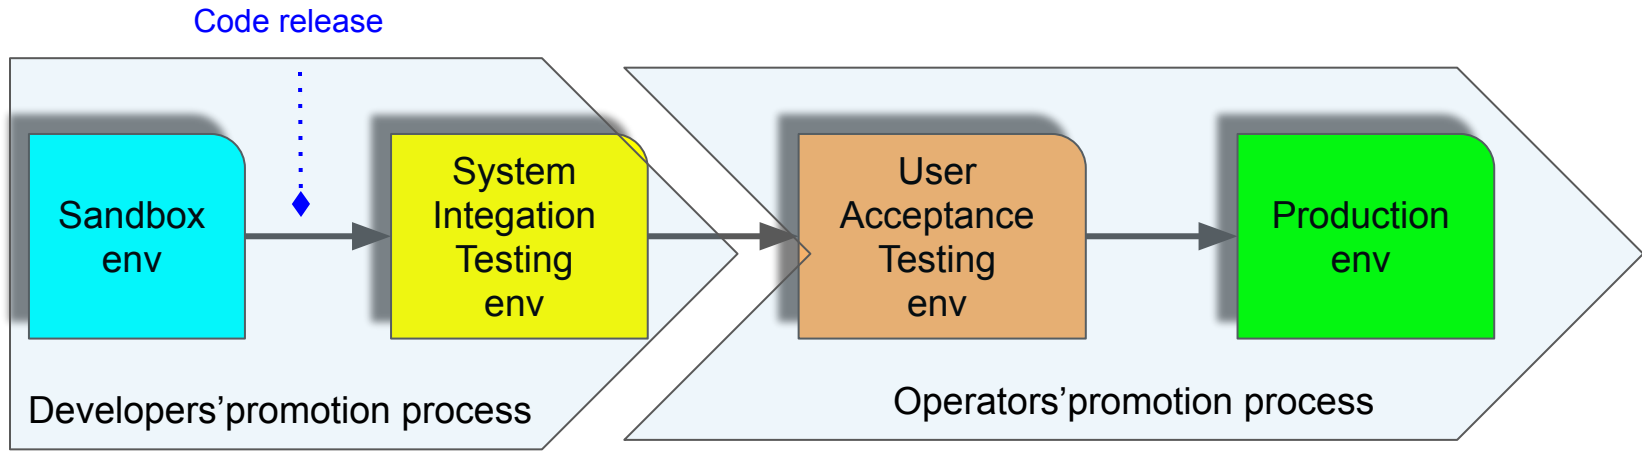 Code release
Sandbox
env
System
Integation
Testing
env
User
Acceptance
Testing
env
Production
env
Developers’promotion process
Operators’promotion process